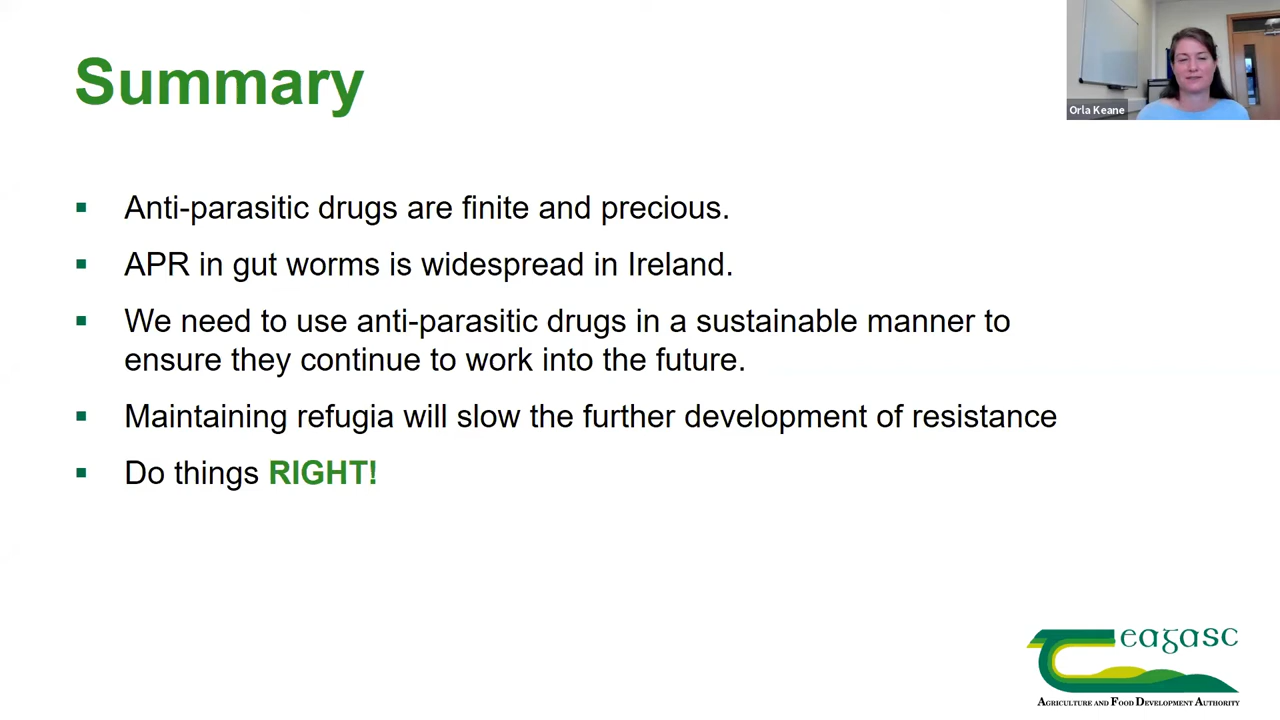 Summary
Orla Keane
▪ Anti-parasitic drugs are finite and precious.
▪ APR in gut worms is widespread in Ireland.
▪ We need to use anti-parasitic drugs in a sustainable manner to
ensure they continue to work into the future.
▪ Maintaining refugia will slow the further development of resistance
▪ Do things RIGHT!
teagasc
AGRICULTURE AND FOOD DEVELOPMENT AUTHORITY